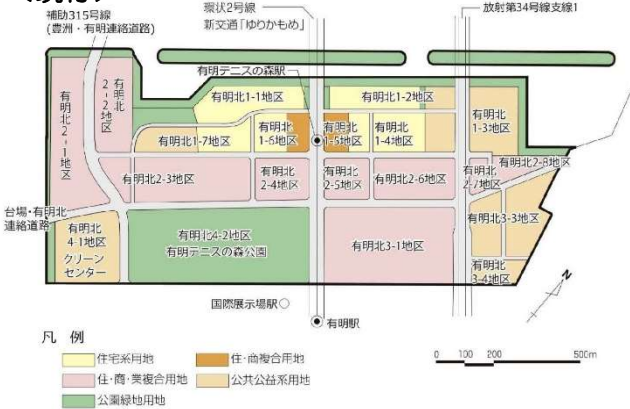 補助315号線
(豊洲・有明連絡道路)
環状2号線
新交通「ゆりかもめ」
放射第34号線支線1
有明テニスの森駅
有明北
2-1地区
有明北
2-2地区
有明北1-1地区
有明北1-2地区
有明北
1-3地区
有明北1-7地区
有明北
1-6地区
有明北
1-5地区
有明北
1-4地区
有明北2-3地区
有明北
2-4地区
有明北
2-5地区
有明北2-6地区
有明北
2-7地区
有明北2-8地区
台場・有明北
連絡道路
有明北
4-1地区
クリーン
センター
有明北4-2地区
有明テニスの森公園
有明北3-1地区
有明北3-3地区
有明北
3-4地区
N
国際展示場駅
有明駅
凡 例
住宅系用地
住・商複合用地
住・商・業複合用地
公共公益系用地
公園緑地用地
0 100 200 500m